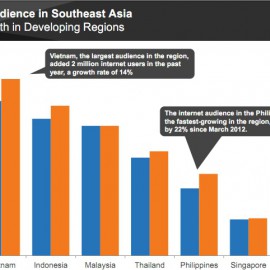 dience in Southeast Asia
th in Developing Regions
Vietnam, the largest audience in the region,
added 2 million internet users in the past
year, a growth rate of 14%
The internet audience in the Phil
the fastest-growing in the region,
by 22% since March 2012.
nam Indonesia Malaysia Thailand Philippines Singapore